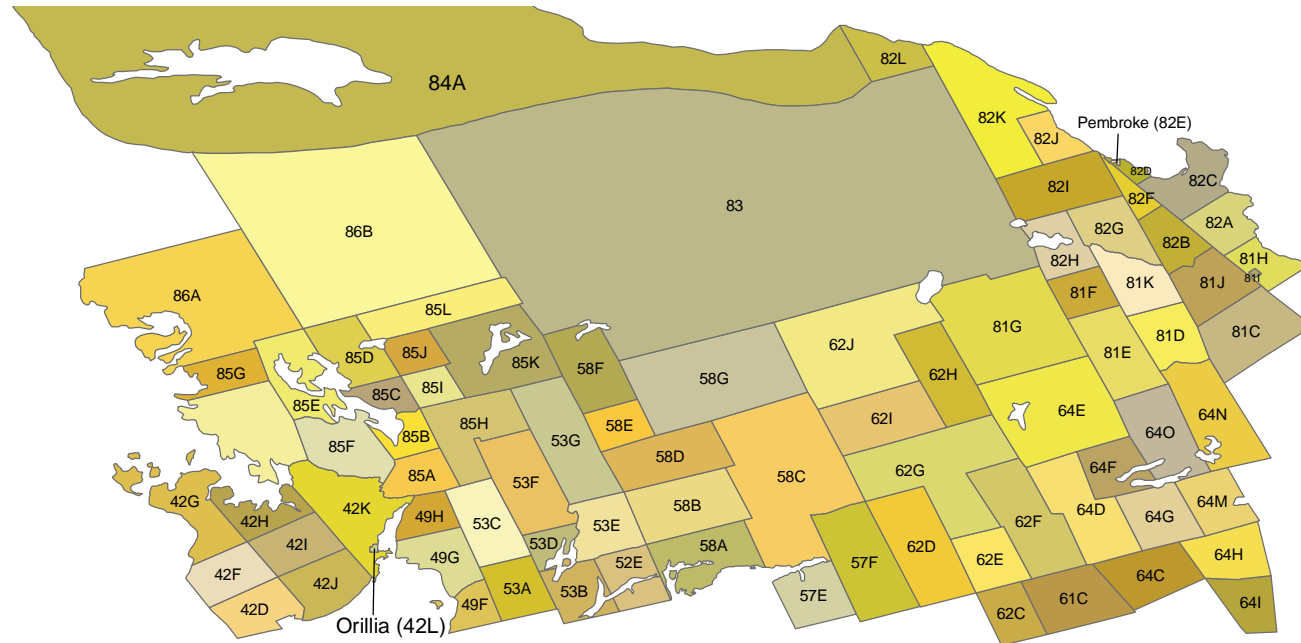 82L
84A
82K
82J
Pembroke (82E)
82D
82C
82I
82F
83
82A
82G
82B
86B
82H
81H
81I
81K
81J
86A
81F
85L
81G
81C
81D
62J
85J
85D
81E
85K
58F
85G
58G
62H
85I
85C
85E
64E
64N
62I
85H
58E
85B
64O
53G
85F
58D
64F
62G
85A
58C
53F
42G
42K
58B
64M
64D
42H
49H
64G
53C
53E
62F
42I
53D
58A
62D
64H
49G
57F
62E
52E
42F
64C
42J
53A
53B
57E
61C
49F
64I
42D
62C
Orillia (42L)